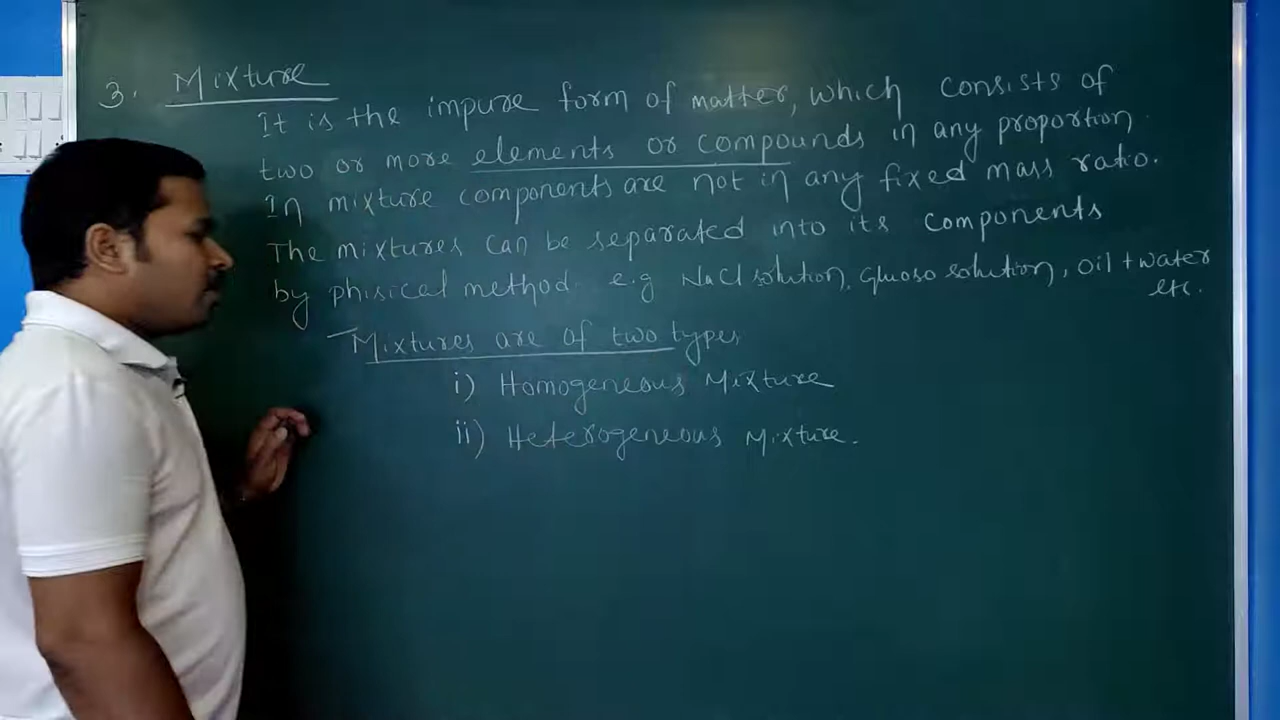 3. Mixture
It is the impure form of matter, which consists of
two or more elements or compounds in any proportion
In mixture components are not in any fixed mass ratio.
The mixtures can be separated into its components
by phisical method. e.g NaCl solution, gluoso solution, oil + water
etc.
Mixtures are of two types
i) Homogeneous Mixture
ii) Heterogeneous Mixture.